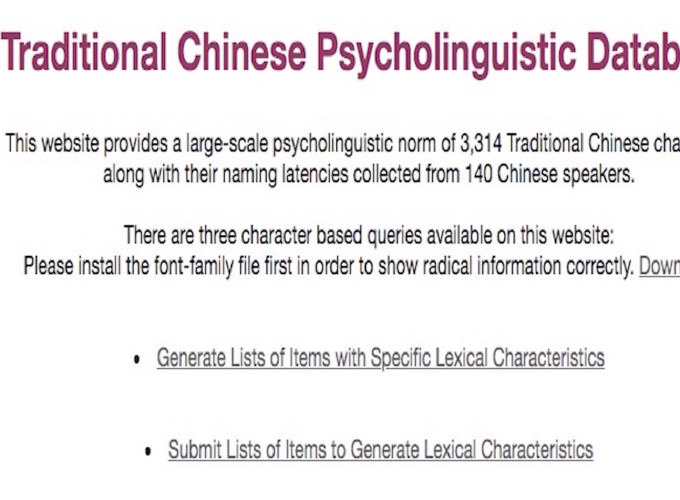 Traditional Chinese Psycholinguistic Datab
This website provides a large-scale psycholinguistic norm of 3,314 Traditional Chinese cha
along with their naming latencies collected from 140 Chinese speakers.
There are three character based queries available on this website:
Please install the font-family file first in order to show radical information correctly. Down
• Generate Lists of Items with Specific Lexical Characteristics
• Submit Lists of Items to Generate Lexical Characteristics